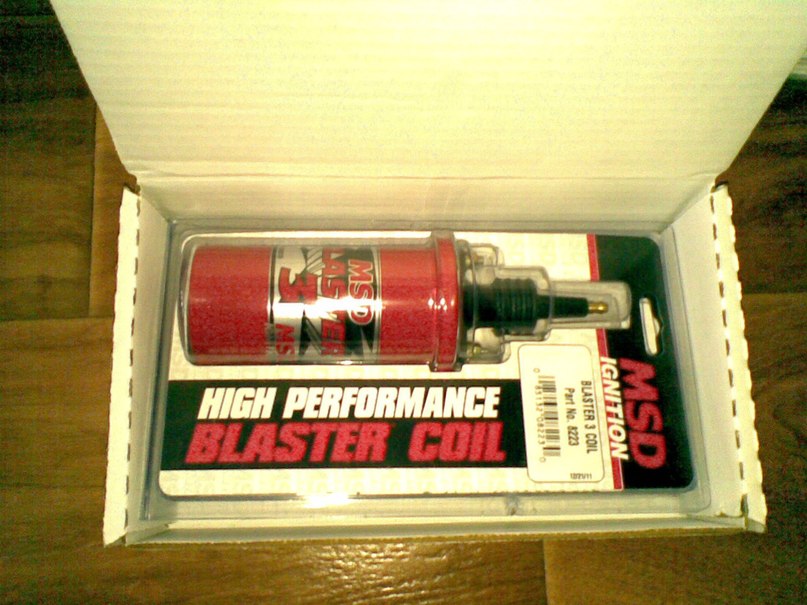 MSD
BLASTER
3
HIGH PERFORMANCE
BLASTER COIL
MSD
IGNITION
BLASTER 3 COIL
Part No. 8223